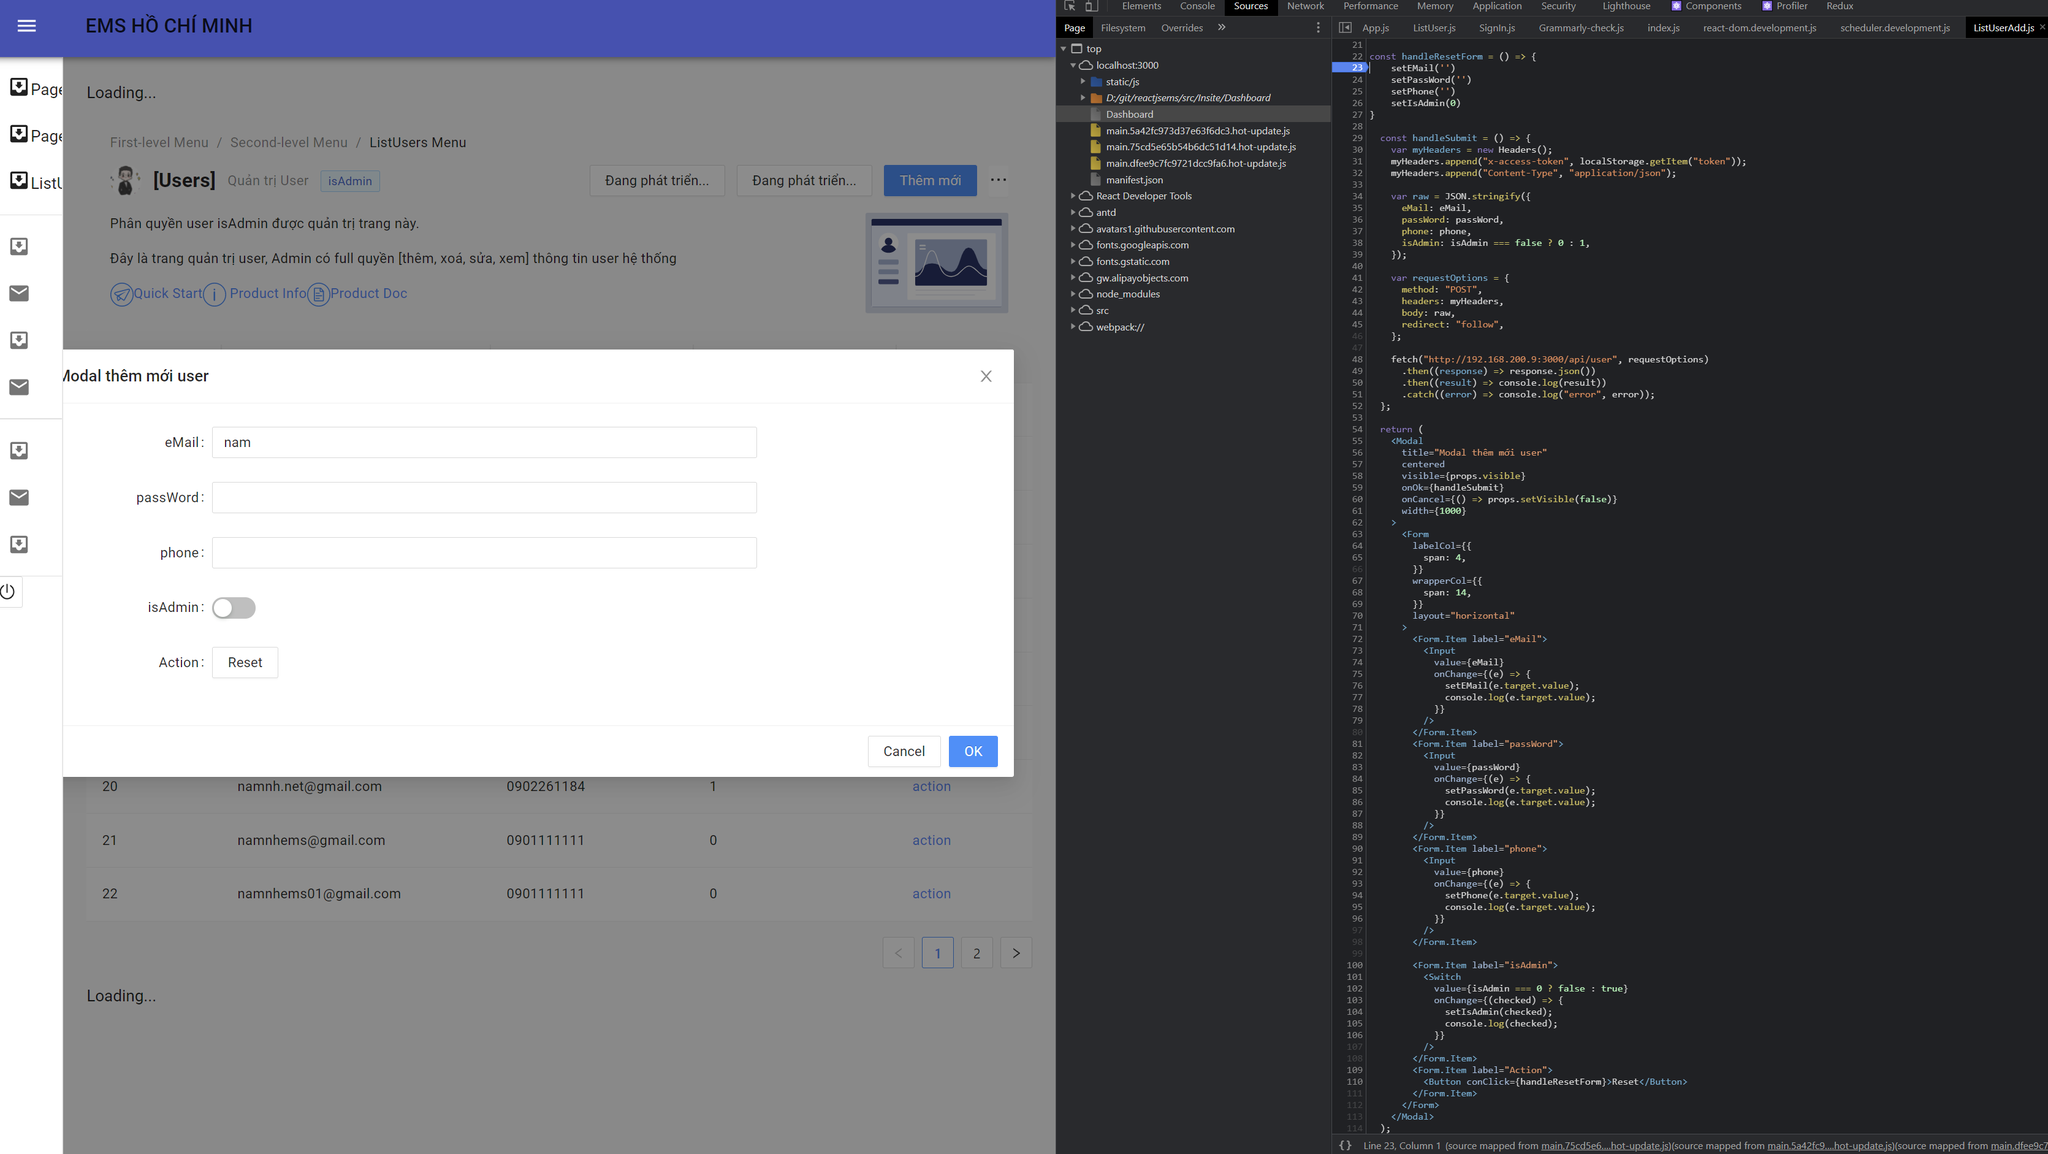 EMS HỒ CHÍ MINH
Page
Page
ListU
Loading...
First-level Menu / Second-level Menu / ListUsers Menu
[Users] Quản trị User isAdmin Đang phát triển... Đang phát triển... Thêm mới ...
Phân quyền user isAdmin được quản trị trang này.
Đây là trang quản trị user, Admin có full quyền [thêm, xoá, sửa, xem] thông tin user hệ thống
Quick Start Product Info Product Doc
Modal thêm mới user
eMail: nam
passWord:
phone:
isAdmin:
Action: Reset
Cancel OK
20 namnh.net@gmail.com 0902261184 1 action
21 namnhems@gmail.com 0901111111 0 action
22 namnhems01@gmail.com 0901111111 0 action
< 1 2 >
Loading...
Elements Console Sources Network Performance Memory Application Security Lighthouse Components Profiler Redux
Page Filesystem Overrides »
top
localhost:3000
static/js
D:/git/reactjsems/src/Insite/Dashboard
Dashboard
main.5a42fc973d37e63f6dc3.hot-update.js
main.75cd5e65b54b6dc51d14.hot-update.js
main.dfee9c7fc9721dcc9fa6.hot-update.js
manifest.json
React Developer Tools
antd
avatars1.githubusercontent.com
fonts.googleapis.com
fonts.gstatic.com
gw.alipayobjects.com
node_modules
src
webpack://
App.js ListUser.js SignIn.js Grammarly-check.js index.js react-dom.development.js scheduler.development.js ListUserAdd.js ×
21
22 const handleResetForm = () => {
23 setEMail('')
24 setPassWord('')
25 setPhone('')
26 setIsAdmin(0)
27 }
28
29 const handleSubmit = () => {
30 var myHeaders = new Headers();
31 myHeaders.append("x-access-token", localStorage.getItem("token"));
32 myHeaders.append("Content-Type", "application/json");
33
34 var raw = JSON.stringify({
35 eMail: eMail,
36 passWord: passWord,
37 phone: phone,
38 isAdmin: isAdmin === false ? 0 : 1,
39 });
40
41 var requestOptions = {
42 method: "POST",
43 headers: myHeaders,
44 body: raw,
45 redirect: "follow",
46 };
47
48 fetch("http://192.168.200.9:3000/api/user", requestOptions)
49 .then((response) => response.json())
50 .then((result) => console.log(result))
51 .catch((error) => console.log("error", error));
52 };
53
54 return (
55 <Modal
56 title="Modal thêm mới user"
57 centered
58 visible={props.visible}
59 onOk={handleSubmit}
60 onCancel={() => props.setVisible(false)}
61 width={1000}
62 >
63 <Form
64 labelCol={{
65 span: 4,
66 }}
67 wrapperCol={{
68 span: 14,
69 }}
70 layout="horizontal"
71 >
72 <Form.Item label="eMail">
73 <Input
74 value={eMail}
75 onChange={(e) => {
76 setEMail(e.target.value);
77 console.log(e.target.value);
78 }}
79 />
80 </Form.Item>
81 <Form.Item label="passWord">
82 <Input
83 value={passWord}
84 onChange={(e) => {
85 setPassWord(e.target.value);
86 console.log(e.target.value);
87 }}
88 />
89 </Form.Item>
90 <Form.Item label="phone">
91 <Input
92 value={phone}
93 onChange={(e) => {
94 setPhone(e.target.value);
95 console.log(e.target.value);
96 }}
97 />
98 </Form.Item>
99
100 <Form.Item label="isAdmin">
101 <Switch
102 value={isAdmin === 0 ? false : true}
103 onChange={(checked) => {
104 setIsAdmin(checked);
105 console.log(checked);
106 }}
107 />
108 </Form.Item>
109 <Form.Item label="Action">
110 <Button conClick={handleResetForm}>Reset</Button>
111 </Form.Item>
112 </Form>
113 </Modal>
114 );
{} Line 23, Column 1 (source mapped from main.75cd5e6....hot-update.js)(source mapped from main.5a42fc9....hot-update.js)(source mapped from main.dfee9c7